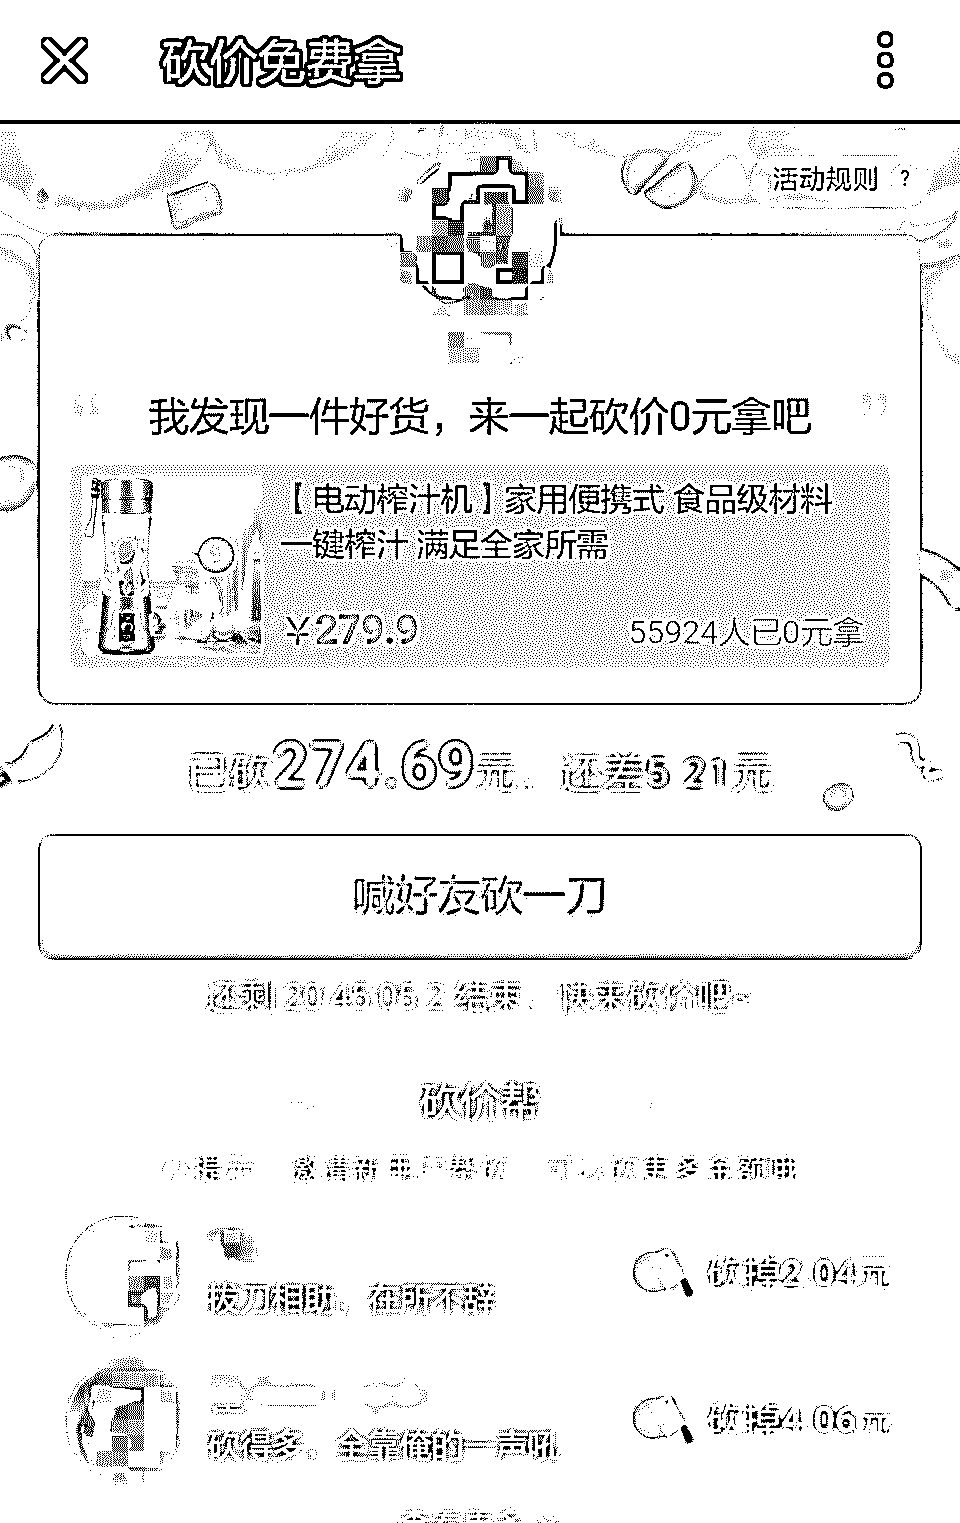 砍价免费拿
活动规则 ?
“ 我发现一件好货，来一起砍价0元拿吧 ”
【电动榨汁机】家用便携式 食品级材料
一键榨汁 满足全家所需
¥279.9 55924人已0元拿
已砍274.69元，还差5.21元
喊好友砍一刀
还剩 20:45:05.2 结束，快来砍价吧~
砍价帮
小提示：邀请新用户帮砍，可以砍更多金额哦
拔刀相助，在所不辞
砍掉2.04元
砍得多，全靠俺的一声吼
砍掉4.06元